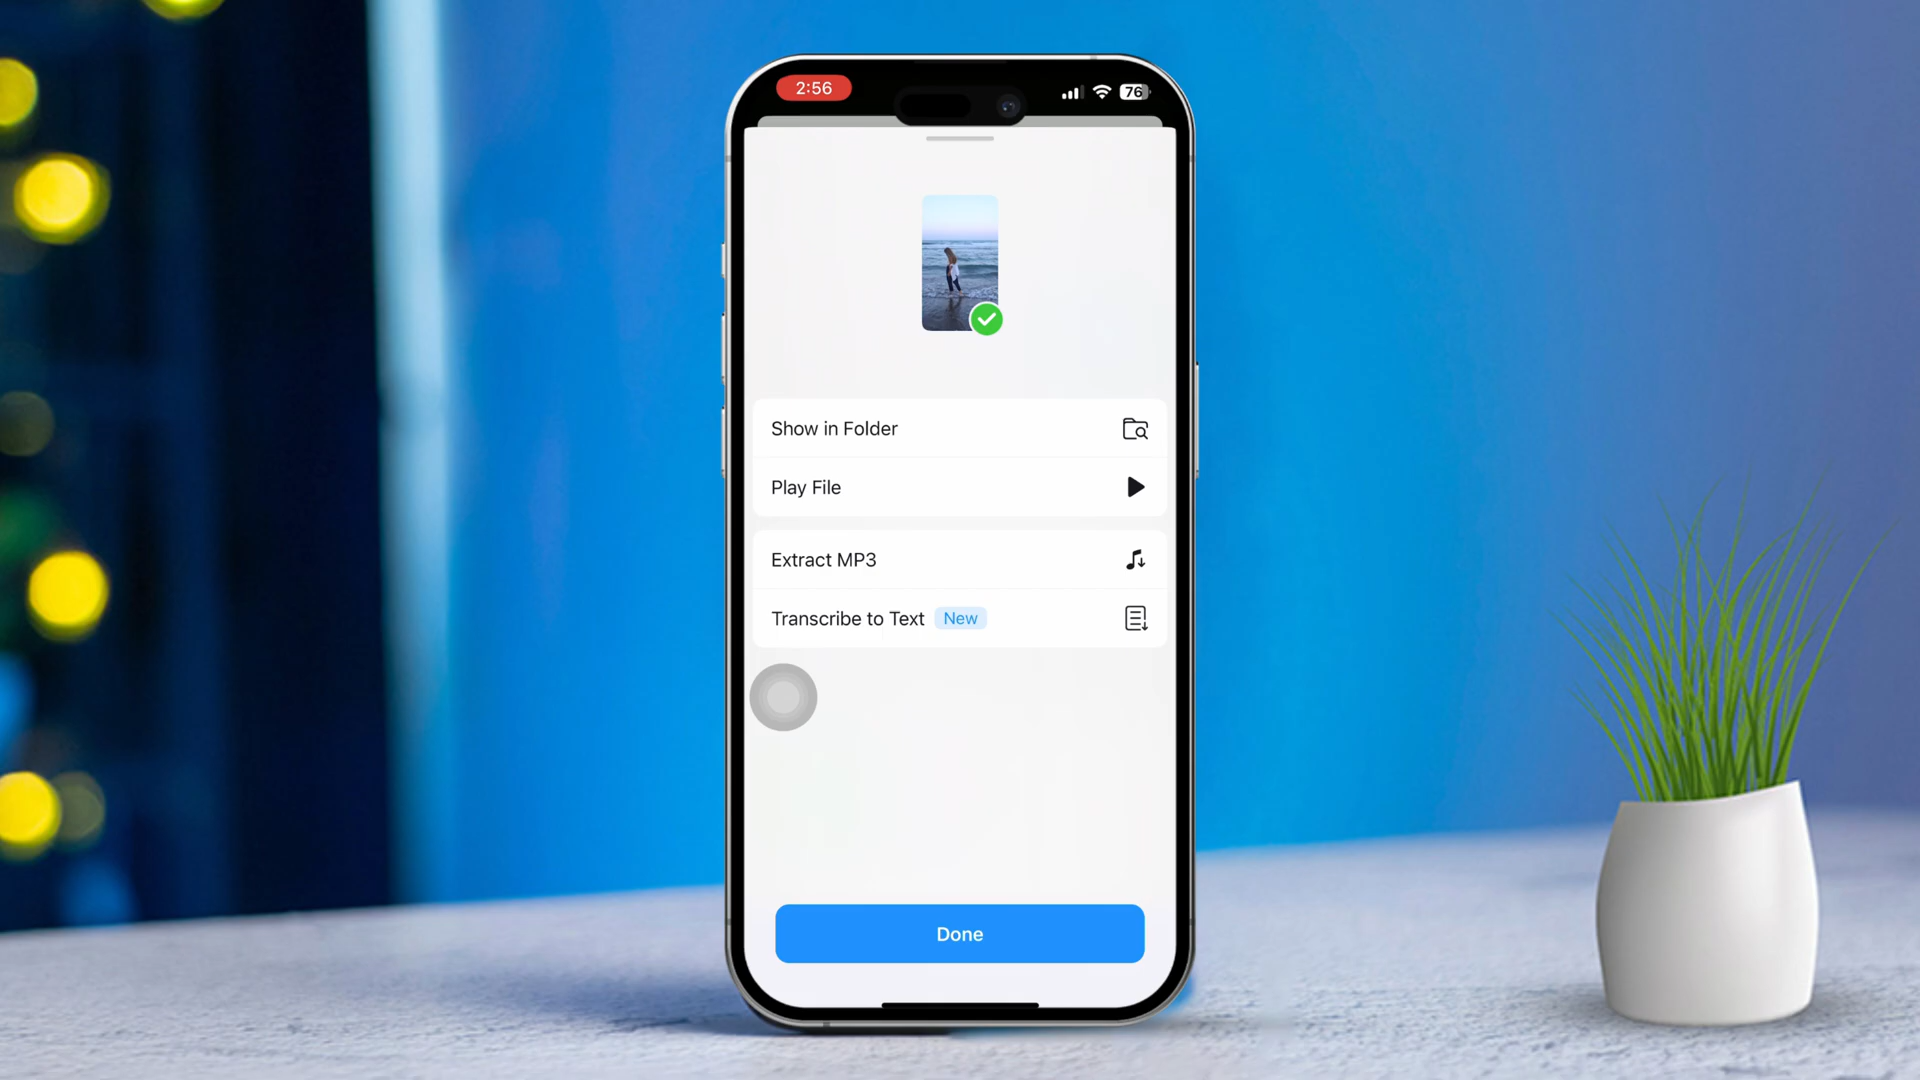 2:56
76
Show in Folder
Play File
Extract MP3
Transcribe to Text New
Done